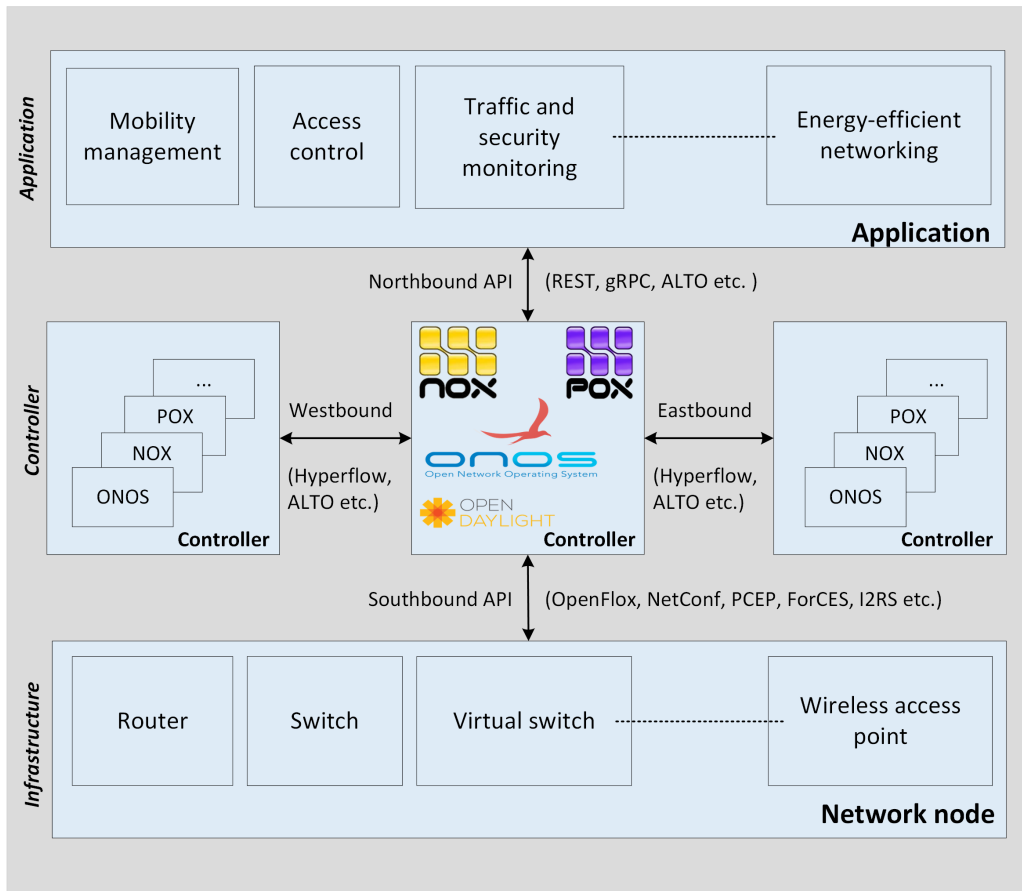 Application
Mobility
management
Access
control
Traffic and
security
monitoring
Energy-efficient
networking
Application
Northbound API
(REST, gRPC, ALTO etc. )
Controller
...
POX
NOX
ONOS
Controller
Westbound
(Hyperflow,
ALTO etc.)
NOX
POX
ONOS
Open Network Operating System
OPEN
DAYLIGHT
Controller
Eastbound
(Hyperflow,
ALTO etc.)
...
POX
NOX
ONOS
Controller
Southbound API
(OpenFlox, NetConf, PCEP, ForCES, I2RS etc.)
Infrastructure
Router
Switch
Virtual switch
Wireless access
point
Network node